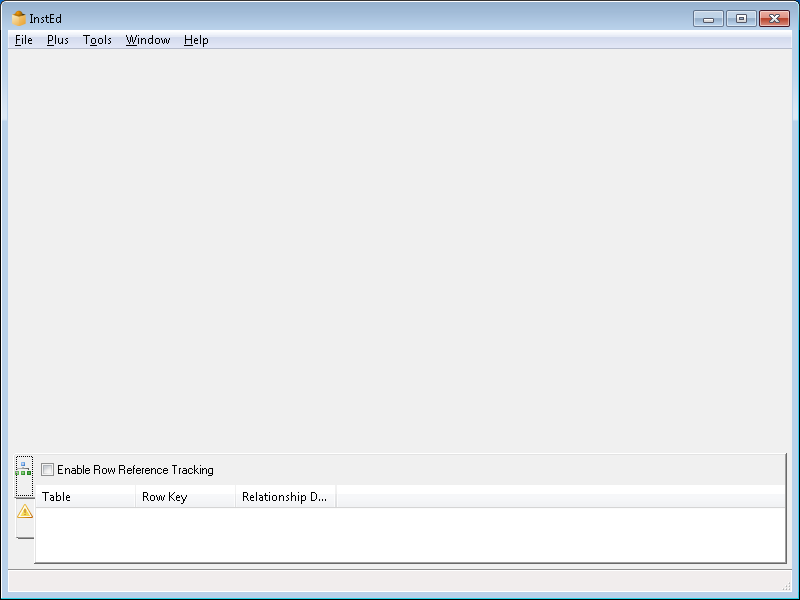 InstEd
File Plus Tools Window Help
Enable Row Reference Tracking
Table Row Key Relationship D...